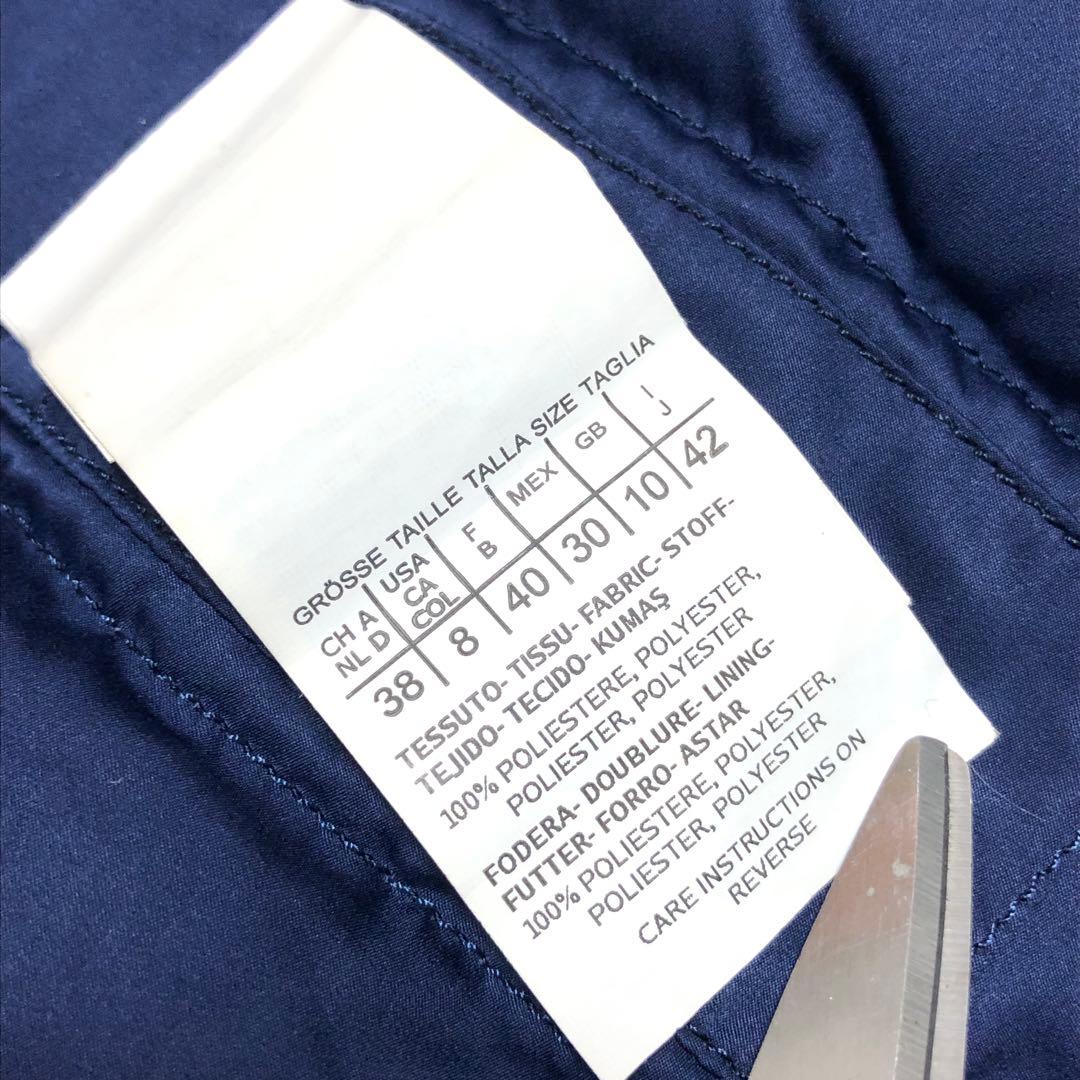 GRÖSSE TAILLE TALLA SIZE TAGLIA
CH A USA F MEX GB I
NL D CA B J
COL
38 8 40 30 10 42
TESSUTO- TISSU- FABRIC- STOFF-
TEJIDO- TECIDO- KUMAŞ
100% POLIESTERE, POLYESTER,
POLIESTER, POLYESTER
FODERA- DOUBLURE- LINING-
FUTTER- FORRO- ASTAR
100% POLIESTERE, POLYESTER,
POLIESTER, POLYESTER
CARE INSTRUCTIONS ON
REVERSE